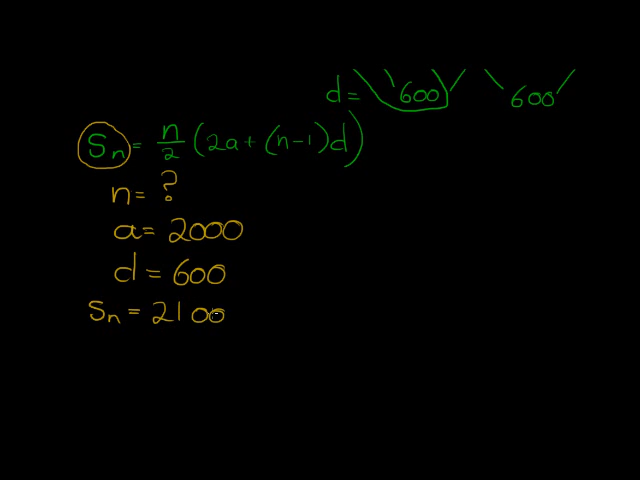 d = 600 600
Sn = n/2 (2a + (n-1)d)
n = ?
a = 2000
d = 600
Sn = 2100